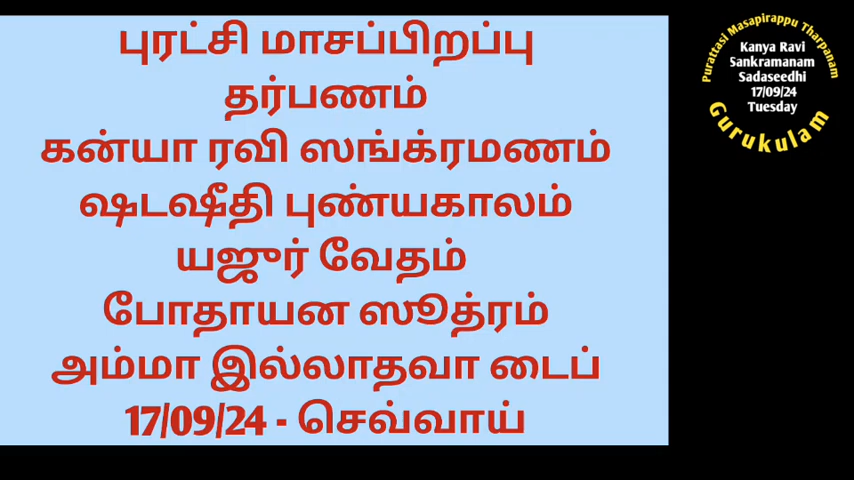 புரட்சி மாசப்பிறப்பு
தர்பணம்
கன்யா ரவி ஸங்க்ரமணம்
ஷடஷீதி புண்யகாலம்
யஜுர் வேதம்
போதாயன ஸூத்ரம்
அம்மா இல்லாதவா டைப்
17/09/24 - செவ்வாய்
Purattasi Masapirappu Tharpanam
Kanya Ravi
Sankramanam
Sadaseedhi
17/09/24
Tuesday
Gurukulam